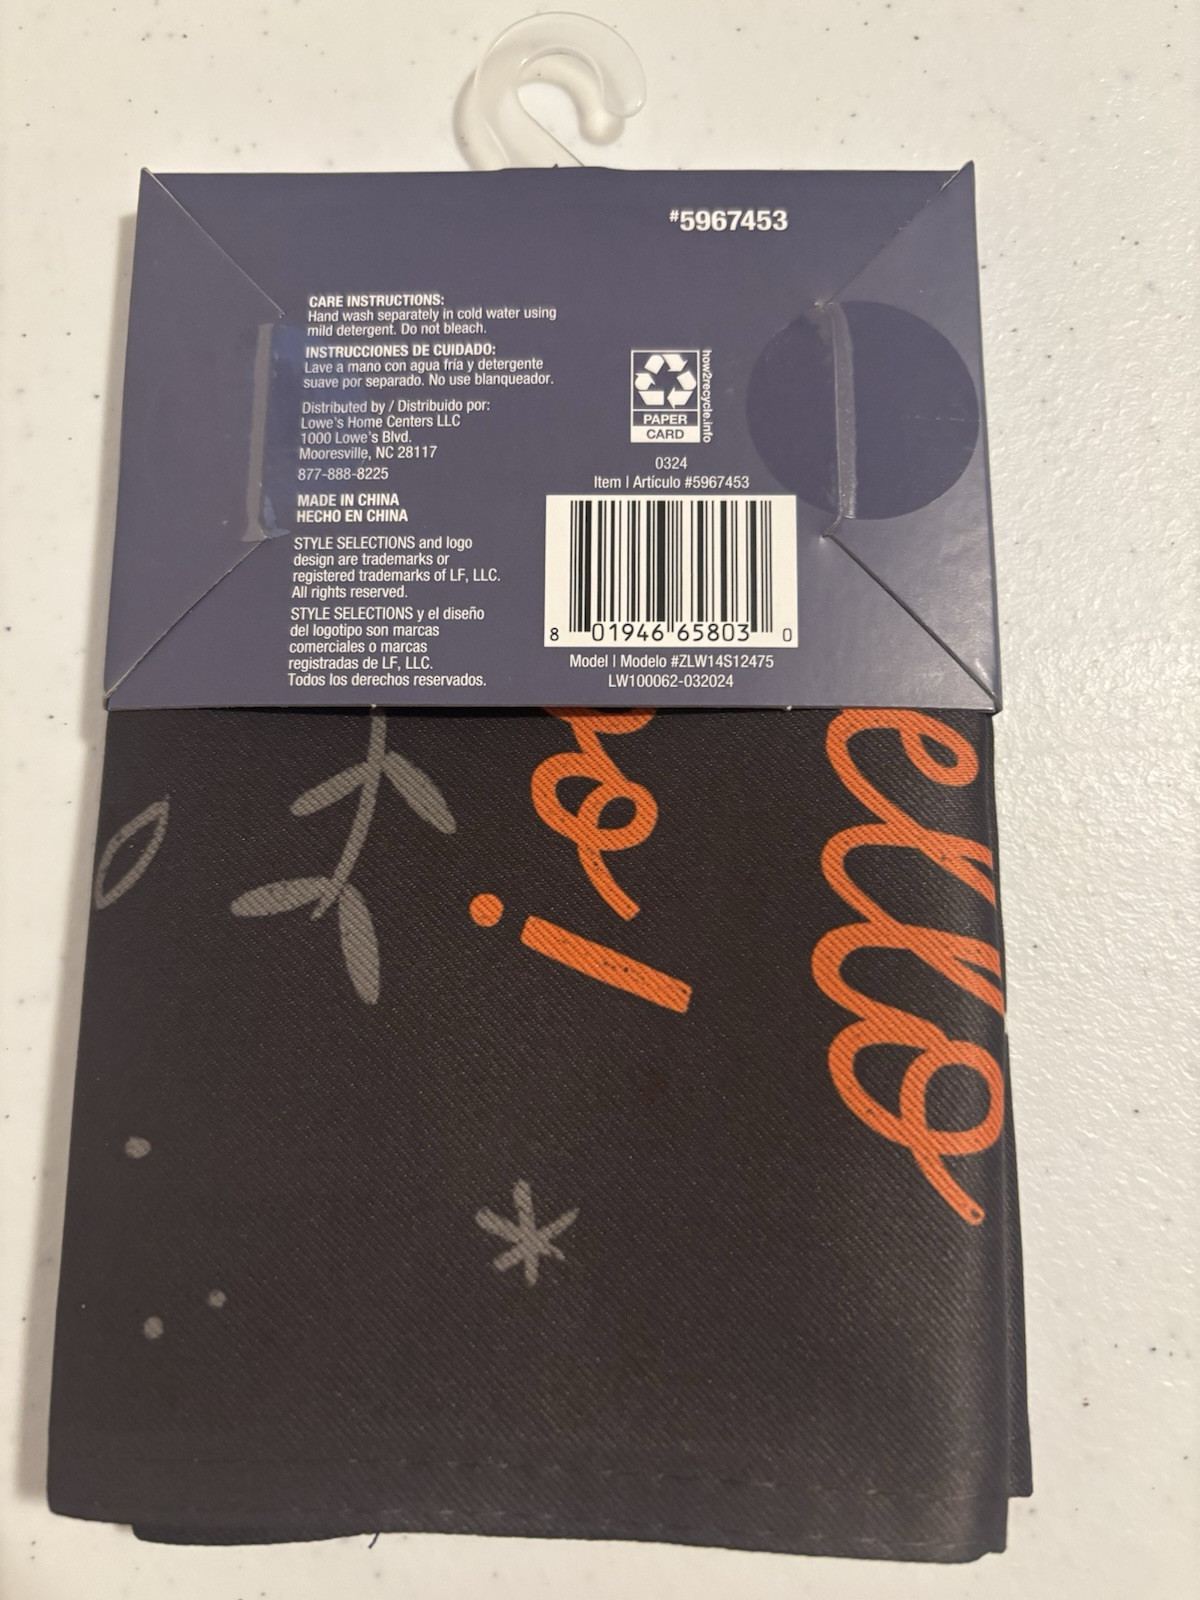 #5967453
CARE INSTRUCTIONS:
Hand wash separately in cold water using
mild detergent. Do not bleach.
INSTRUCCIONES DE CUIDADO:
Lave a mano con agua fría y detergente
suave por separado. No use blanqueador.
Distributed by / Distribuido por:
Lowe's Home Centers LLC
1000 Lowe's Blvd.
Mooresville, NC 28117
877-888-8225
MADE IN CHINA
HECHO EN CHINA
STYLE SELECTIONS and logo
design are trademarks or
registered trademarks of LF, LLC.
All rights reserved.
STYLE SELECTIONS y el diseño
del logotipo son marcas
comerciales o marcas
registradas de LF, LLC.
Todos los derechos reservados.
how2recycle.info
PAPER
CARD
0324
Item | Artículo #5967453
8 01946 65803 0
Model | Modelo #ZLW14S12475
LW100062-032024
ello
o!